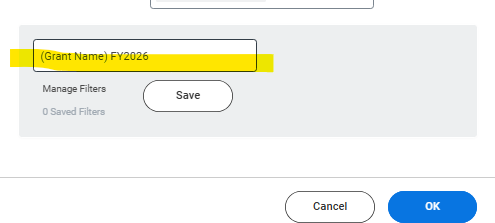 (Grant Name) FY2026
Manage Filters
Save
0 Saved Filters
Cancel
OK